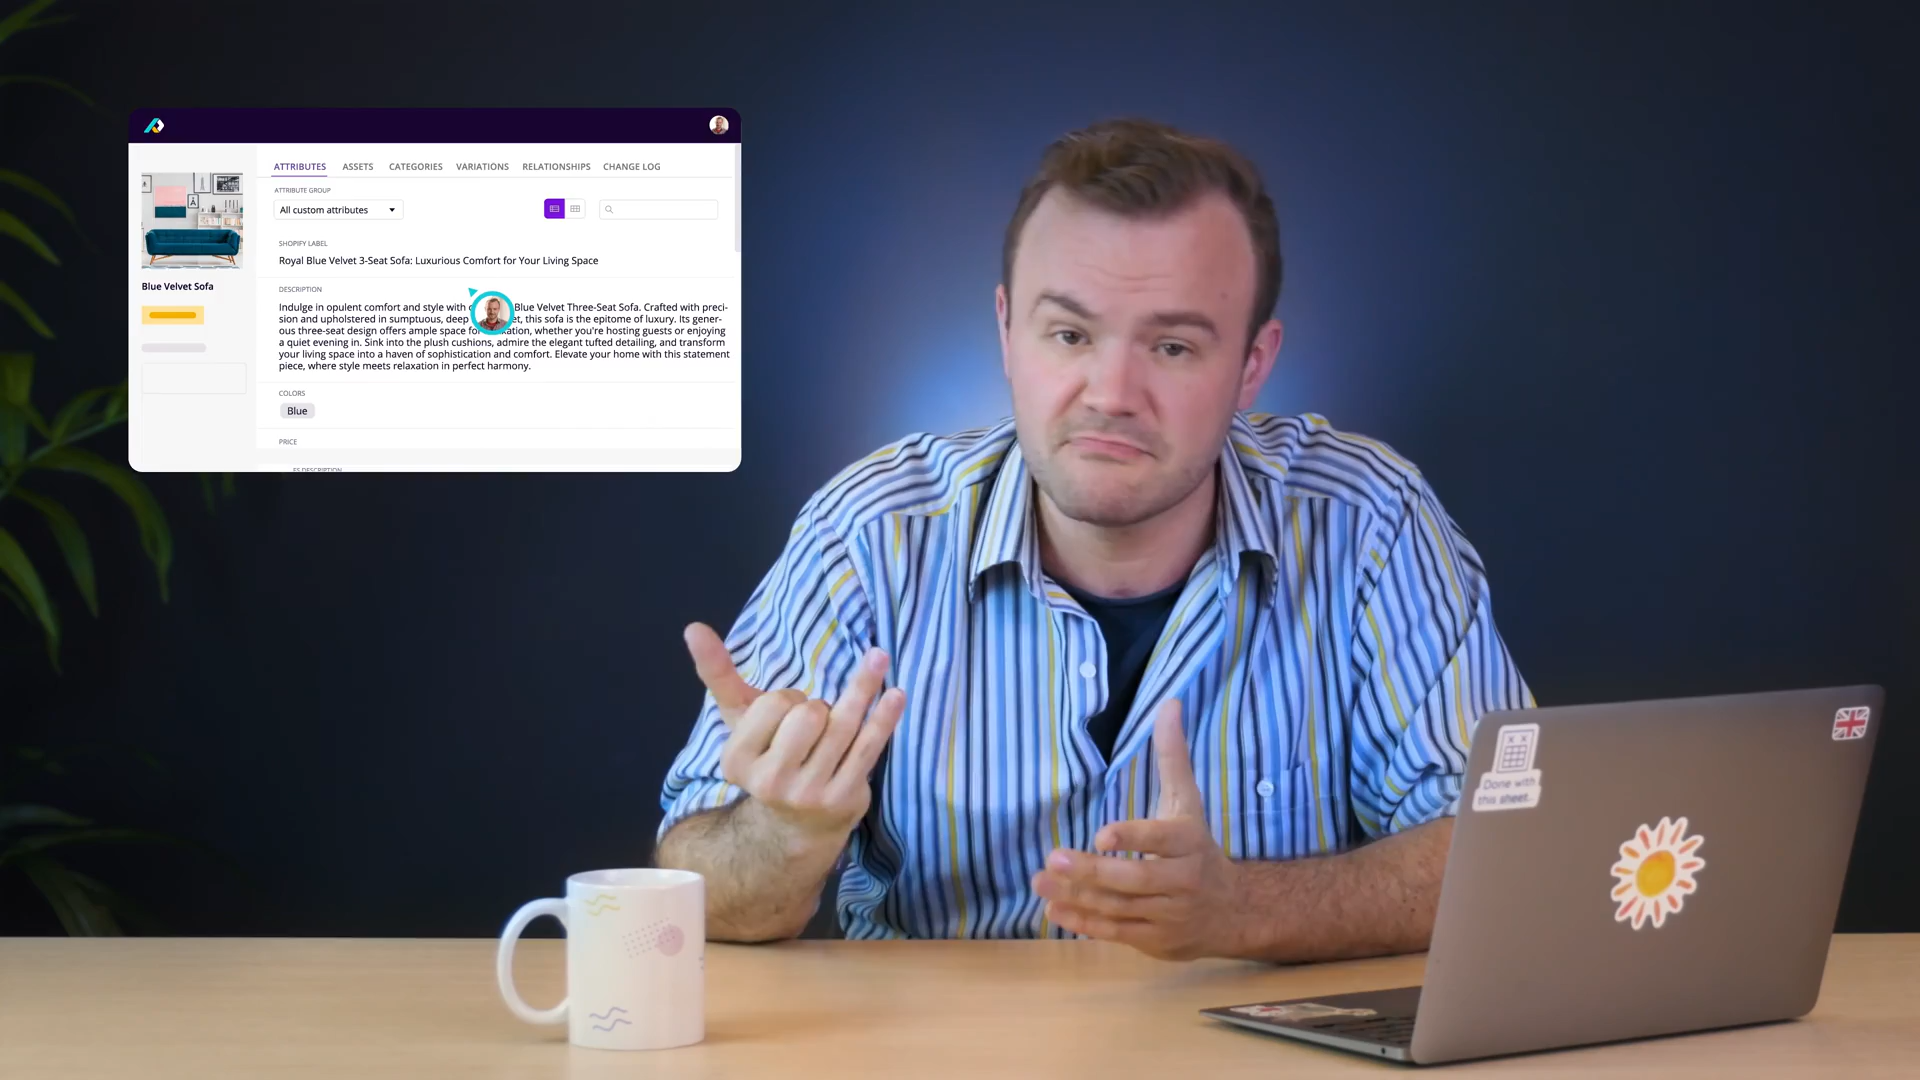 ATTRIBUTES ASSETS CATEGORIES VARIATIONS RELATIONSHIPS CHANGE LOG
ATTRIBUTE GROUP
All custom attributes
SHOPIFY LABEL
Royal Blue Velvet 3-Seat Sofa: Luxurious Comfort for Your Living Space
Blue Velvet Sofa
DESCRIPTION
Indulge in opulent comfort and style with Blue Velvet Three-Seat Sofa. Crafted with preci-
sion and upholstered in sumptuous, deep this sofa is the epitome of luxury. Its gener-
ous three-seat design offers ample space for whether you're hosting guests or enjoying
a quiet evening in. Sink into the plush cushions, admire the elegant tufted detailing, and transform
your living space into a haven of sophistication and comfort. Elevate your home with this statement
piece, where style meets relaxation in perfect harmony.
COLORS
Blue
PRICE
ES DESCRIPTION
Done with
this sheet.